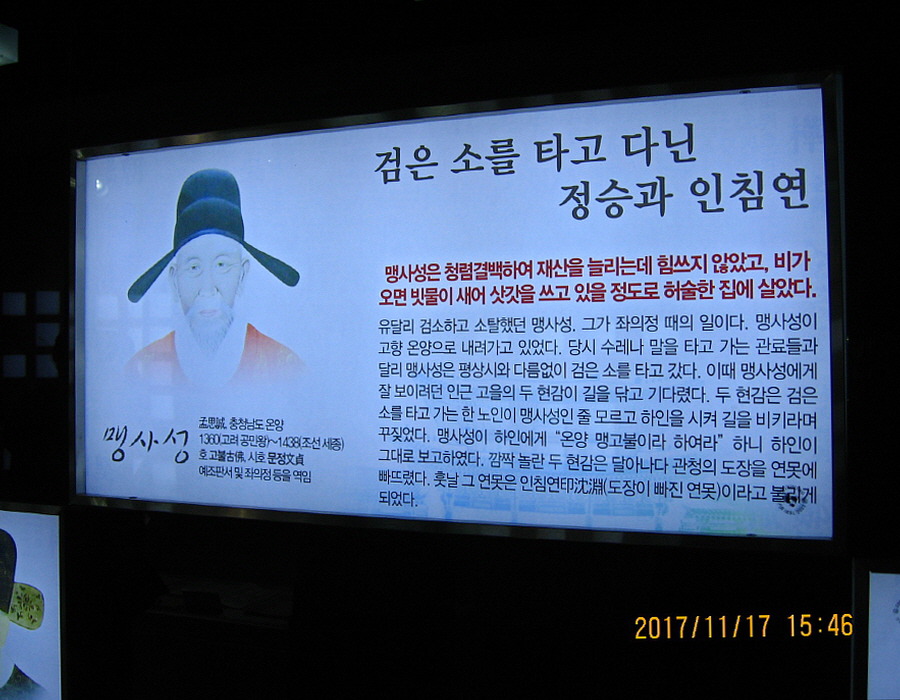 검은 소를 타고 다닌
정승과 인침연
맹사성은 청렴결백하여 재산을 늘리는데 힘쓰지 않았고, 비가
오면 빗물이 새어 삿갓을 쓰고 있을 정도로 허술한 집에 살았다.
유달리 검소하고 소탈했던 맹사성. 그가 좌의정 때의 일이다. 맹사성이
고향 온양으로 내려가고 있었다. 당시 수레나 말을 타고 가는 관료들과
달리 맹사성은 평상시와 다름없이 검은 소를 타고 갔다. 이때 맹사성에게
잘 보이려던 인근 고을의 두 현감이 길을 닦고 기다렸다. 두 현감은 검은
소를 타고 가는 한 노인이 맹사성인 줄 모르고 하인을 시켜 길을 비키라며
꾸짖었다. 맹사성이 하인에게 "온양 맹고불이라 하여라" 하니 하인이
그대로 보고하였다. 깜짝 놀란 두 현감은 달아나다 관청의 도장을 연못에
빠뜨렸다. 훗날 그 연못은 인침연印沈淵(도장이 빠진 연못)이라고 불리게
되었다.
맹사성
孟思誠, 충청남도 온양
1360(고려 공민왕)~1438(조선 세종)
호 고불古佛, 시호 문정文貞
예조판서 및 좌의정 등을 역임
2017/11/17 15:46